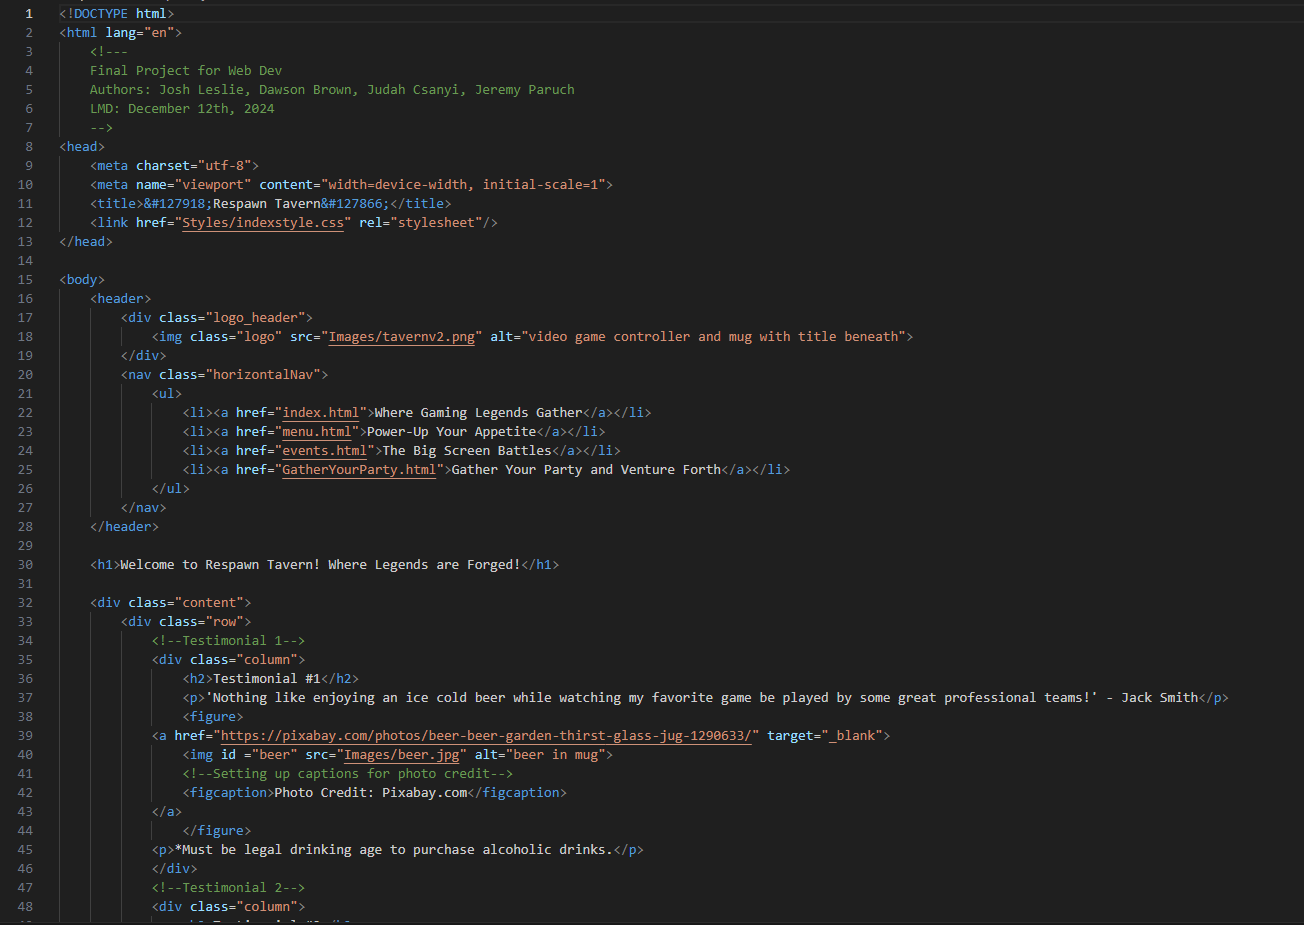 1 <!DOCTYPE html>
2 <html lang="en">
3 <!---
4 Final Project for Web Dev
5 Authors: Josh Leslie, Dawson Brown, Judah Csanyi, Jeremy Paruch
6 LMD: December 12th, 2024
7 -->
8 <head>
9 <meta charset="utf-8">
10 <meta name="viewport" content="width=device-width, initial-scale=1">
11 <title>&#127918;Respawn Tavern&#127866;</title>
12 <link href="Styles/indexstyle.css" rel="stylesheet"/>
13 </head>
14
15 <body>
16 <header>
17 <div class="logo_header">
18 <img class="logo" src="Images/tavernv2.png" alt="video game controller and mug with title beneath">
19 </div>
20 <nav class="horizontalNav">
21 <ul>
22 <li><a href="index.html">Where Gaming Legends Gather</a></li>
23 <li><a href="menu.html">Power-Up Your Appetite</a></li>
24 <li><a href="events.html">The Big Screen Battles</a></li>
25 <li><a href="GatherYourParty.html">Gather Your Party and Venture Forth</a></li>
26 </ul>
27 </nav>
28 </header>
29
30 <h1>Welcome to Respawn Tavern! Where Legends are Forged!</h1>
31
32 <div class="content">
33 <div class="row">
34 <!--Testimonial 1-->
35 <div class="column">
36 <h2>Testimonial #1</h2>
37 <p>'Nothing like enjoying an ice cold beer while watching my favorite game be played by some great professional teams!' - Jack Smith</p>
38 <figure>
39 <a href="https://pixabay.com/photos/beer-beer-garden-thirst-glass-jug-1290633/" target="_blank">
40 <img id ="beer" src="Images/beer.jpg" alt="beer in mug">
41 <!--Setting up captions for photo credit-->
42 <figcaption>Photo Credit: Pixabay.com</figcaption>
43 </a>
44 </figure>
45 <p>*Must be legal drinking age to purchase alcoholic drinks.</p>
46 </div>
47 <!--Testimonial 2-->
48 <div class="column">